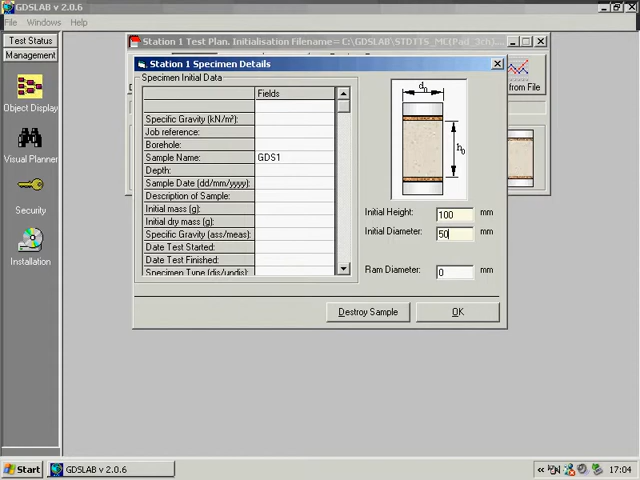 GDSLAB v 2.0.6
File Windows Help
Test Status
Management
Object Display
Visual Planner
Security
Installation
Station 1 Test Plan. Initialisation Filename= C:\GDSLAB\STDTTS_MC(Pad_3ch)
from File
Station 1 Specimen Details
Specimen Initial Data
Fields
Specific Gravity (kN/m²):
Job reference:
Borehole:
Sample Name: GDS1
Depth:
Sample Date (dd/mm/yyyy):
Description of Sample:
Initial mass (g):
Initial dry mass (g):
Specific Gravity (ass/meas):
Date Test Started:
Date Test Finished:
Specimen Type (dis/undis):
d0
h0
Initial Height: 100 mm
Initial Diameter: 50 mm
Ram Diameter: 0 mm
Destroy Sample OK
Start GDSLAB v 2.0.6 « 17:04